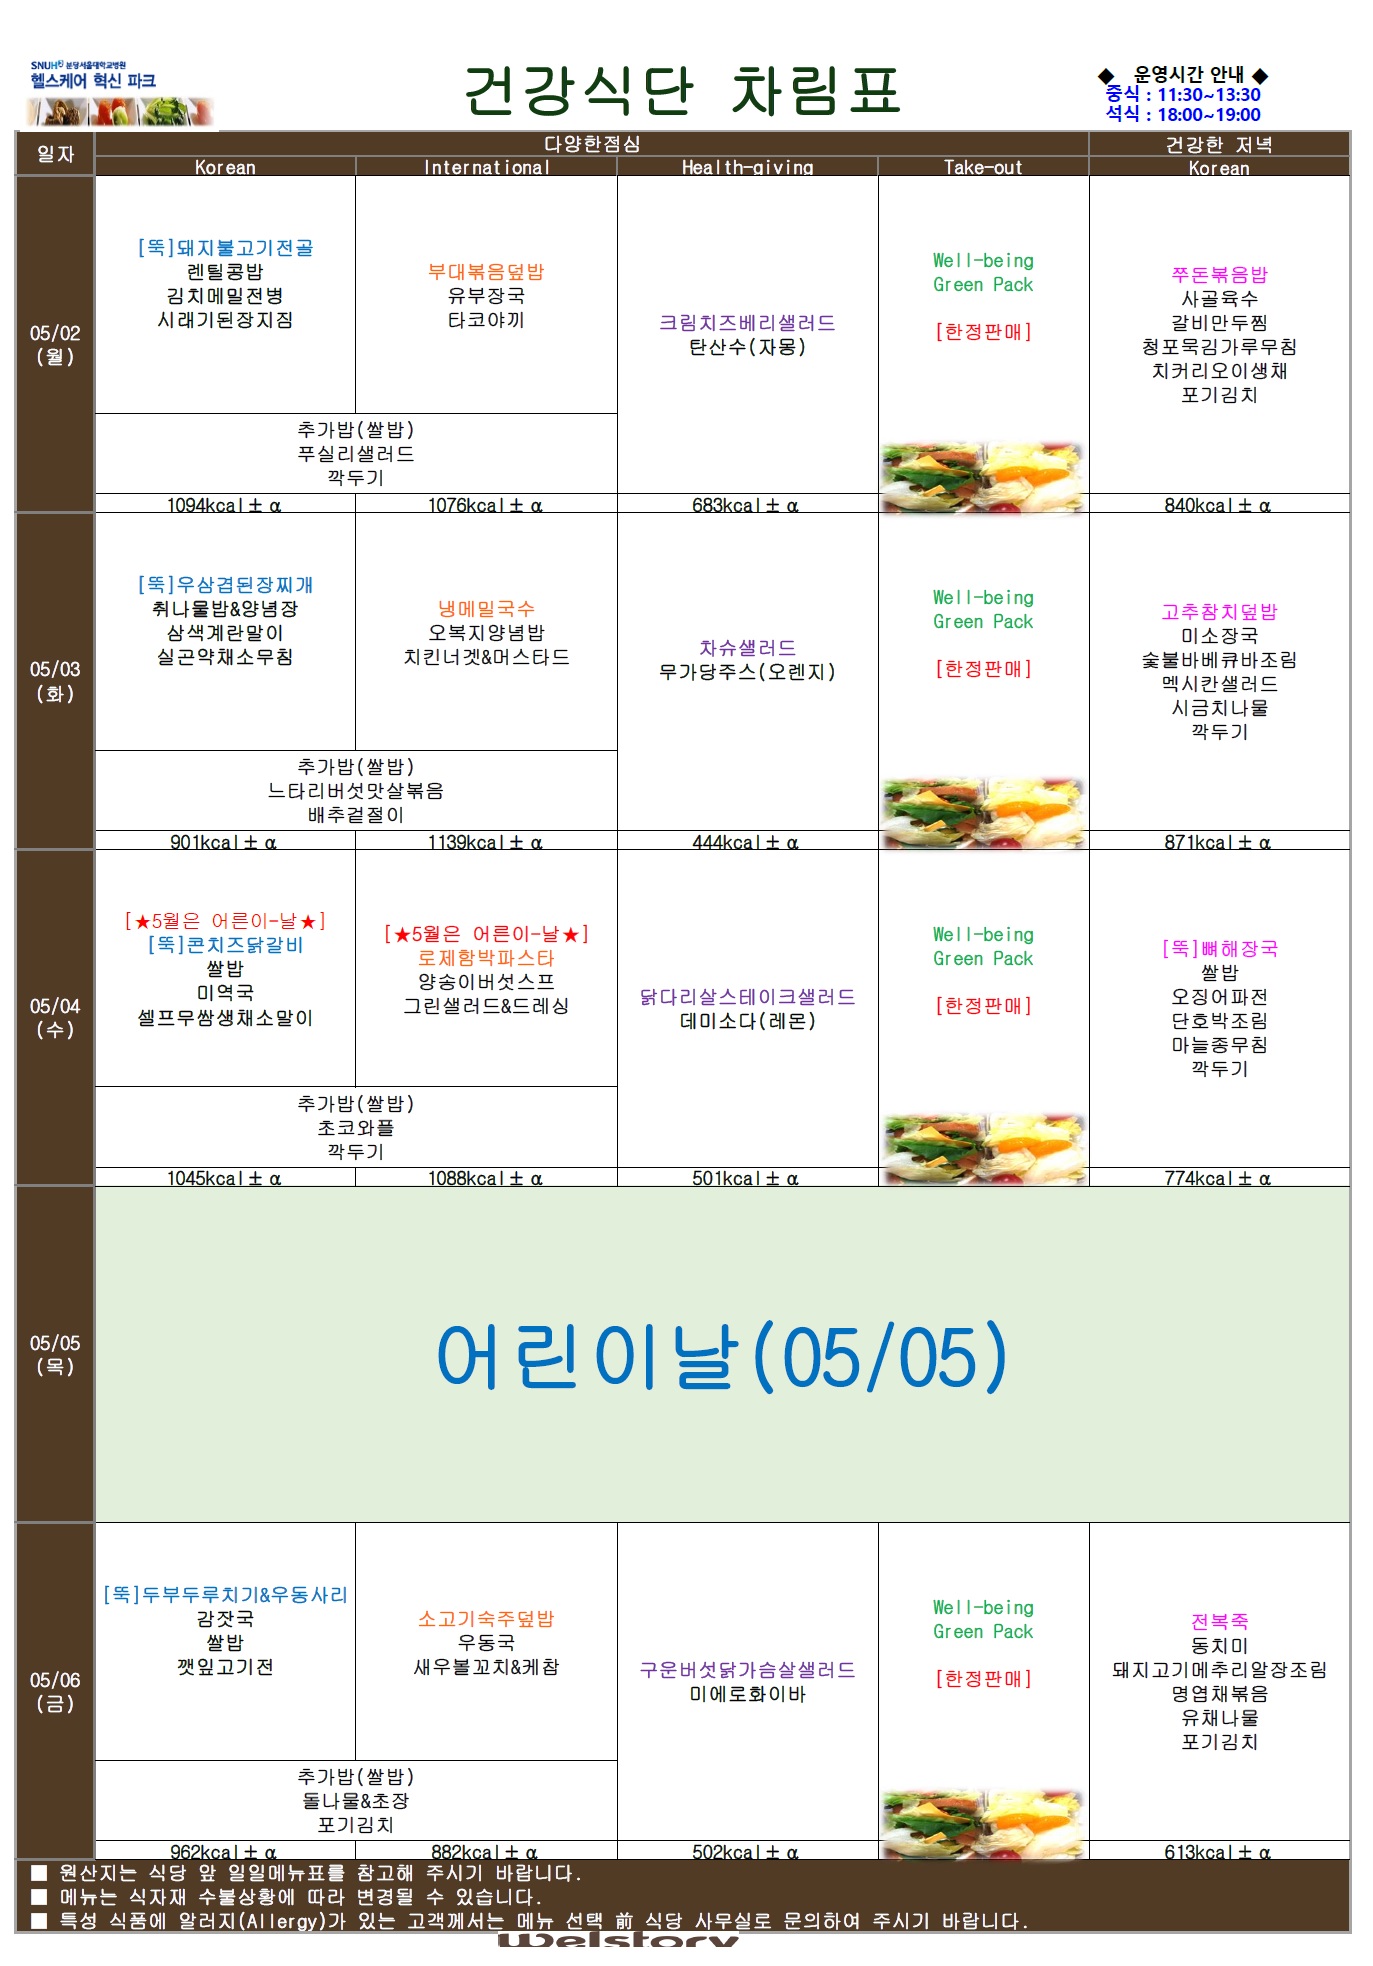 SNUH 분당서울대학교병원
헬스케어 혁신 파크
건강식단 차림표
◆ 운영시간 안내 ◆
중식 : 11:30~13:30
석식 : 18:00~19:00
일자
다양한점심
건강한 저녁
Korean
International
Health-giving
Take-out
Korean
05/02
(월)
[뚝]돼지불고기전골
렌틸콩밥
김치메밀전병
시래기된장지짐
부대볶음덮밥
유부장국
타코야끼
추가밥(쌀밥)
푸실리샐러드
깍두기
크림치즈베리샐러드
탄산수(자몽)
Well-being
Green Pack
[한정판매]
쭈돈볶음밥
사골육수
갈비만두찜
청포묵김가루무침
치커리오이생채
포기김치
1094kcal± α
1076kcal± α
683kcal± α
840kcal± α
05/03
(화)
[뚝]우삼겹된장찌개
취나물밥&양념장
삼색계란말이
실곤약채소무침
냉메밀국수
오복지양념밥
치킨너겟&머스타드
추가밥(쌀밥)
느타리버섯맛살볶음
배추겉절이
차슈샐러드
무가당주스(오렌지)
Well-being
Green Pack
[한정판매]
고추참치덮밥
미소장국
숯불바베큐바조림
멕시칸샐러드
시금치나물
깍두기
901kcal± α
1139kcal± α
444kcal± α
871kcal± α
05/04
(수)
[★5월은 어른이-날★]
[뚝]콘치즈닭갈비
쌀밥
미역국
셀프무쌈생채소말이
[★5월은 어른이-날★]
로제함박파스타
양송이버섯스프
그린샐러드&드레싱
추가밥(쌀밥)
초코와플
깍두기
닭다리살스테이크샐러드
데미소다(레몬)
Well-being
Green Pack
[한정판매]
[뚝]뼈해장국
쌀밥
오징어파전
단호박조림
마늘종무침
깍두기
1045kcal± α
1088kcal± α
501kcal± α
774kcal± α
05/05
(목)
어린이날(05/05)
05/06
(금)
[뚝]두부두루치기&우동사리
감잣국
쌀밥
깻잎고기전
소고기숙주덮밥
우동국
새우볼꼬치&케찹
추가밥(쌀밥)
돌나물&초장
포기김치
구운버섯닭가슴살샐러드
미에로화이바
Well-being
Green Pack
[한정판매]
전복죽
동치미
돼지고기메추리알장조림
명엽채볶음
유채나물
포기김치
962kcal± α
882kcal± α
502kcal± α
613kcal± α
■ 원산지는 식당 앞 일일메뉴표를 참고해 주시기 바랍니다.
■ 메뉴는 식자재 수불상황에 따라 변경될 수 있습니다.
■ 특성 식품에 알러지(Allergy)가 있는 고객께서는 메뉴 선택 前 식당 사무실로 문의하여 주시기 바랍니다.
welstory